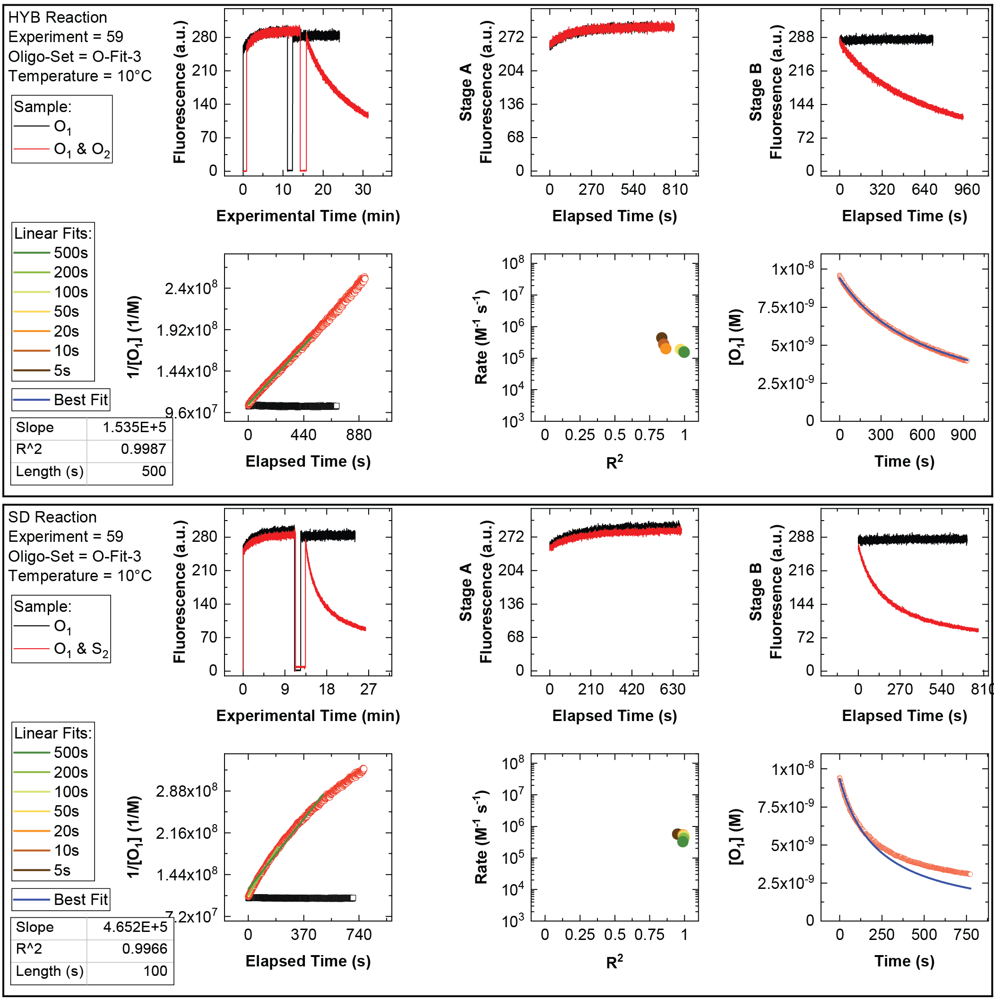 HYB Reaction
Experiment = 59
Oligo-Set = O-Fit-3
Temperature = 10°C
Sample:
O1
O1 & O2
Fluorescence (a.u.)
280
210
140
70
0
0 10 20 30
Experimental Time (min)
Stage A
Fluorescence (a.u.)
272
204
136
68
0
0 270 540 810
Elapsed Time (s)
Stage B
Fluoresence (a.u.)
288
216
144
72
0
0 320 640 960
Elapsed Time (s)
Linear Fits:
500s
200s
100s
50s
20s
10s
5s
Best Fit
Slope 1.535E+5
R^2 0.9987
Length (s) 500
1/[O1] (1/M)
2.4x10^8
1.92x10^8
1.44x10^8
9.6x10^7
0 440 880
Elapsed Time (s)
Rate (M^-1 s^-1)
10^8
10^7
10^6
10^5
10^4
10^3
0 0.25 0.5 0.75 1
R^2
[O1] (M)
1x10^-8
7.5x10^-9
5x10^-9
2.5x10^-9
0
0 300 600 900
Time (s)
SD Reaction
Experiment = 59
Oligo-Set = O-Fit-3
Temperature = 10°C
Sample:
O1
O1 & S2
Fluorescence (a.u.)
280
210
140
70
0
0 9 18 27
Experimental Time (min)
Stage A
Fluorescence (a.u.)
272
204
136
68
0
0 210 420 630
Elapsed Time (s)
Stage B
Fluoresence (a.u.)
288
216
144
72
0
0 270 540 810
Elapsed Time (s)
Linear Fits:
500s
200s
100s
50s
20s
10s
5s
Best Fit
Slope 4.652E+5
R^2 0.9966
Length (s) 100
1/[O1] (1/M)
2.88x10^8
2.16x10^8
1.44x10^8
7.2x10^7
0 370 740
Elapsed Time (s)
Rate (M^-1 s^-1)
10^8
10^7
10^6
10^5
10^4
10^3
0 0.25 0.5 0.75 1
R^2
[O1] (M)
1x10^-8
7.5x10^-9
5x10^-9
2.5x10^-9
0
0 250 500 750
Time (s)